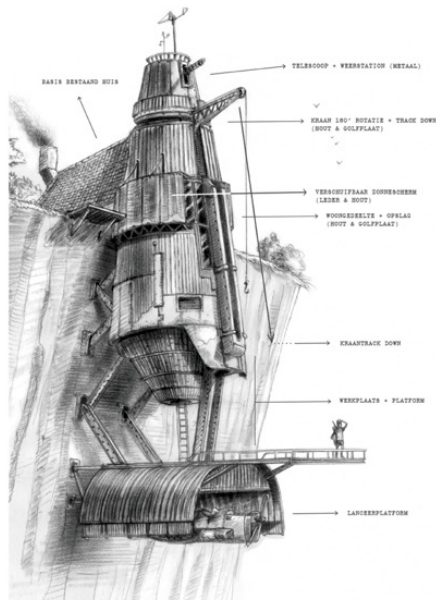 TELESCOOP + WEERSTATION (METAAL)
BASIS BESTAAND HUIS
KRAAN 180° ROTATIE + TRACK DOWN
(HOUT & GOLFPLAAT)
VERSCHUIFBAAR ZONNESCHERM
(LEDER & HOUT)
WOONGEDEELTE + OPSLAG
(HOUT & GOLFPLAAT)
KRAANTRACK DOWN
WERKPLAATS + PLATFORM
LANCEERPLATFORM